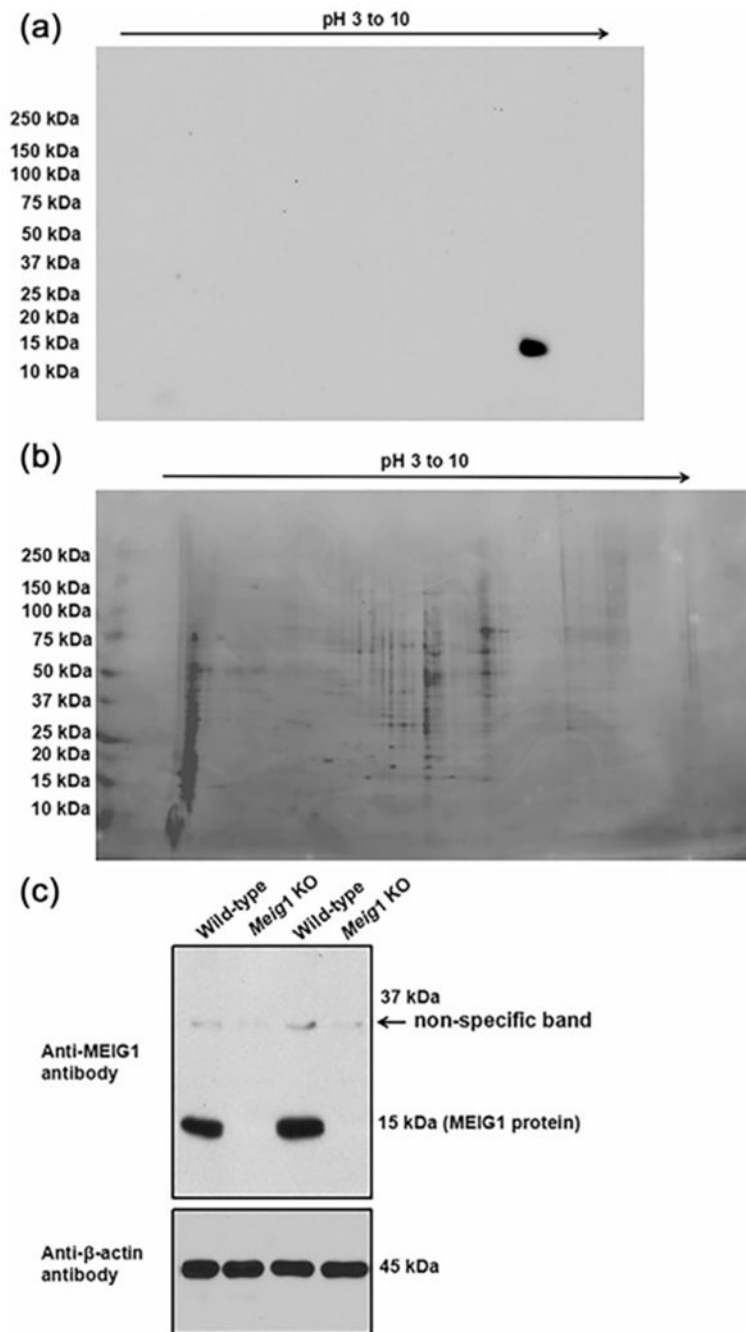 (a)
pH 3 to 10
250 kDa
150 kDa
100 kDa
75 kDa
50 kDa
37 kDa
25 kDa
20 kDa
15 kDa
10 kDa
(b)
pH 3 to 10
250 kDa
150 kDa
100 kDa
75 kDa
50 kDa
37 kDa
25 kDa
20 kDa
15 kDa
10 kDa
(c)
Wild-type
Meig1 KO
Wild-type
Meig1 KO
37 kDa
non-specific band
Anti-MEIG1
antibody
15 kDa (MEIG1 protein)
Anti-β-actin
antibody
45 kDa